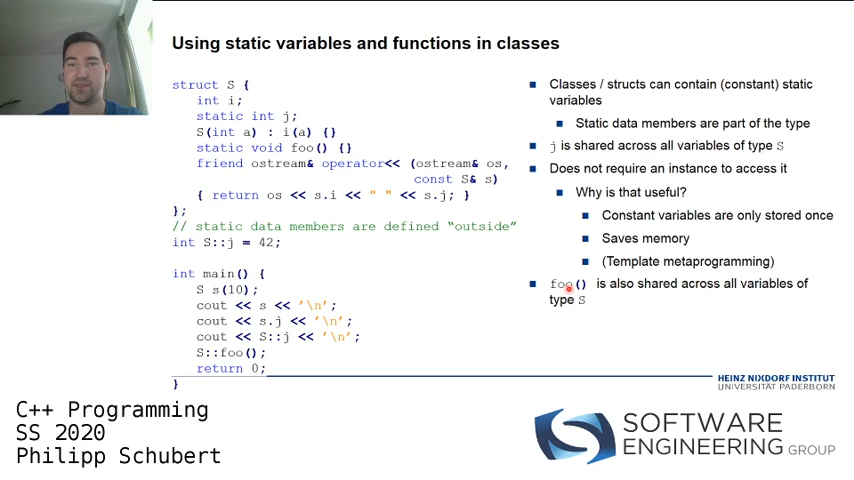 Using static variables and functions in classes
struct S {
int i;
static int j;
S(int a) : i(a) {}
static void foo() {}
friend ostream& operator<< (ostream& os,
const S& s)
{ return os << s.i << " " << s.j; }
};
// static data members are defined “outside”
int S::j = 42;
int main() {
S s(10);
cout << s << '\n';
cout << s.j << '\n';
cout << S::j << '\n';
S::foo();
return 0;
}
■ Classes / structs can contain (constant) static
variables
■ Static data members are part of the type
■ j is shared across all variables of type S
■ Does not require an instance to access it
■ Why is that useful?
■ Constant variables are only stored once
■ Saves memory
■ (Template metaprogramming)
■ foo() is also shared across all variables of
type S
HEINZ NIXDORF INSTITUT
UNIVERSITÄT PADERBORN
C++ Programming
SS 2020
Philipp Schubert
SOFTWARE
ENGINEERING GROUP